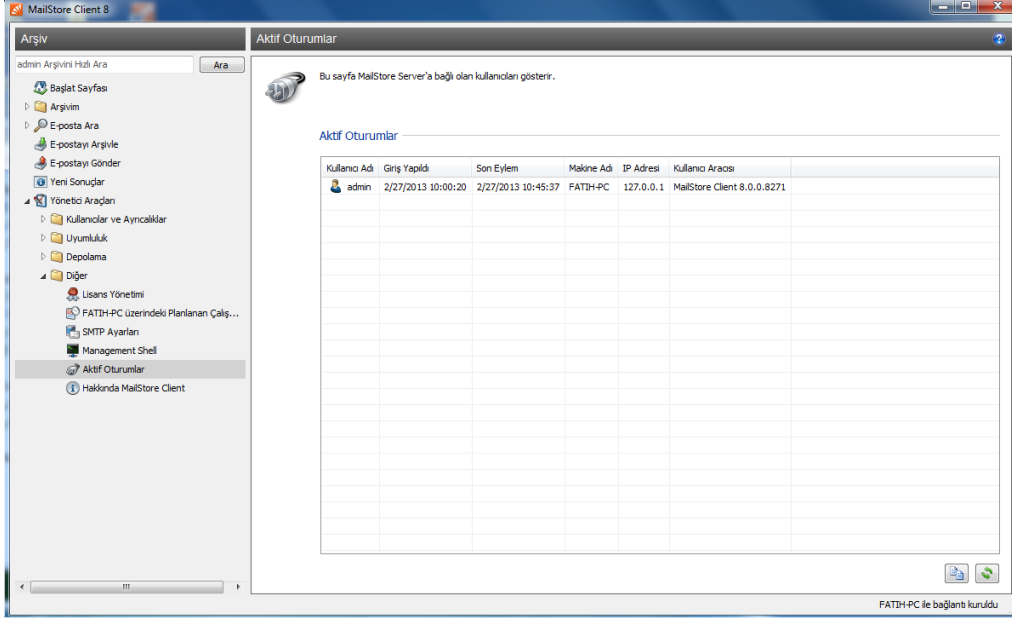 MailStore Client 8
Arşiv
admin Arşivini Hızlı Ara
Ara
Başlat Sayfası
Arşivim
E-posta Ara
E-postayı Arşivle
E-postayı Gönder
Yeni Sonuçlar
Yönetici Araçları
Kullanıcılar ve Ayrıcalıklar
Uyumluluk
Depolama
Diğer
Lisans Yönetimi
FATIH-PC üzerindeki Planlanan Çalış...
SMTP Ayarları
Management Shell
Aktif Oturumlar
Hakkında MailStore Client
Aktif Oturumlar
Bu sayfa MailStore Server'a bağlı olan kullanıcıları gösterir.
Aktif Oturumlar
Kullanıcı Adı Giriş Yapıldı Son Eylem Makine Adı IP Adresi Kullanıcı Aracısı
admin 2/27/2013 10:00:20 2/27/2013 10:45:37 FATIH-PC 127.0.0.1 MailStore Client 8.0.0.8271
FATIH-PC ile bağlantı kuruldu